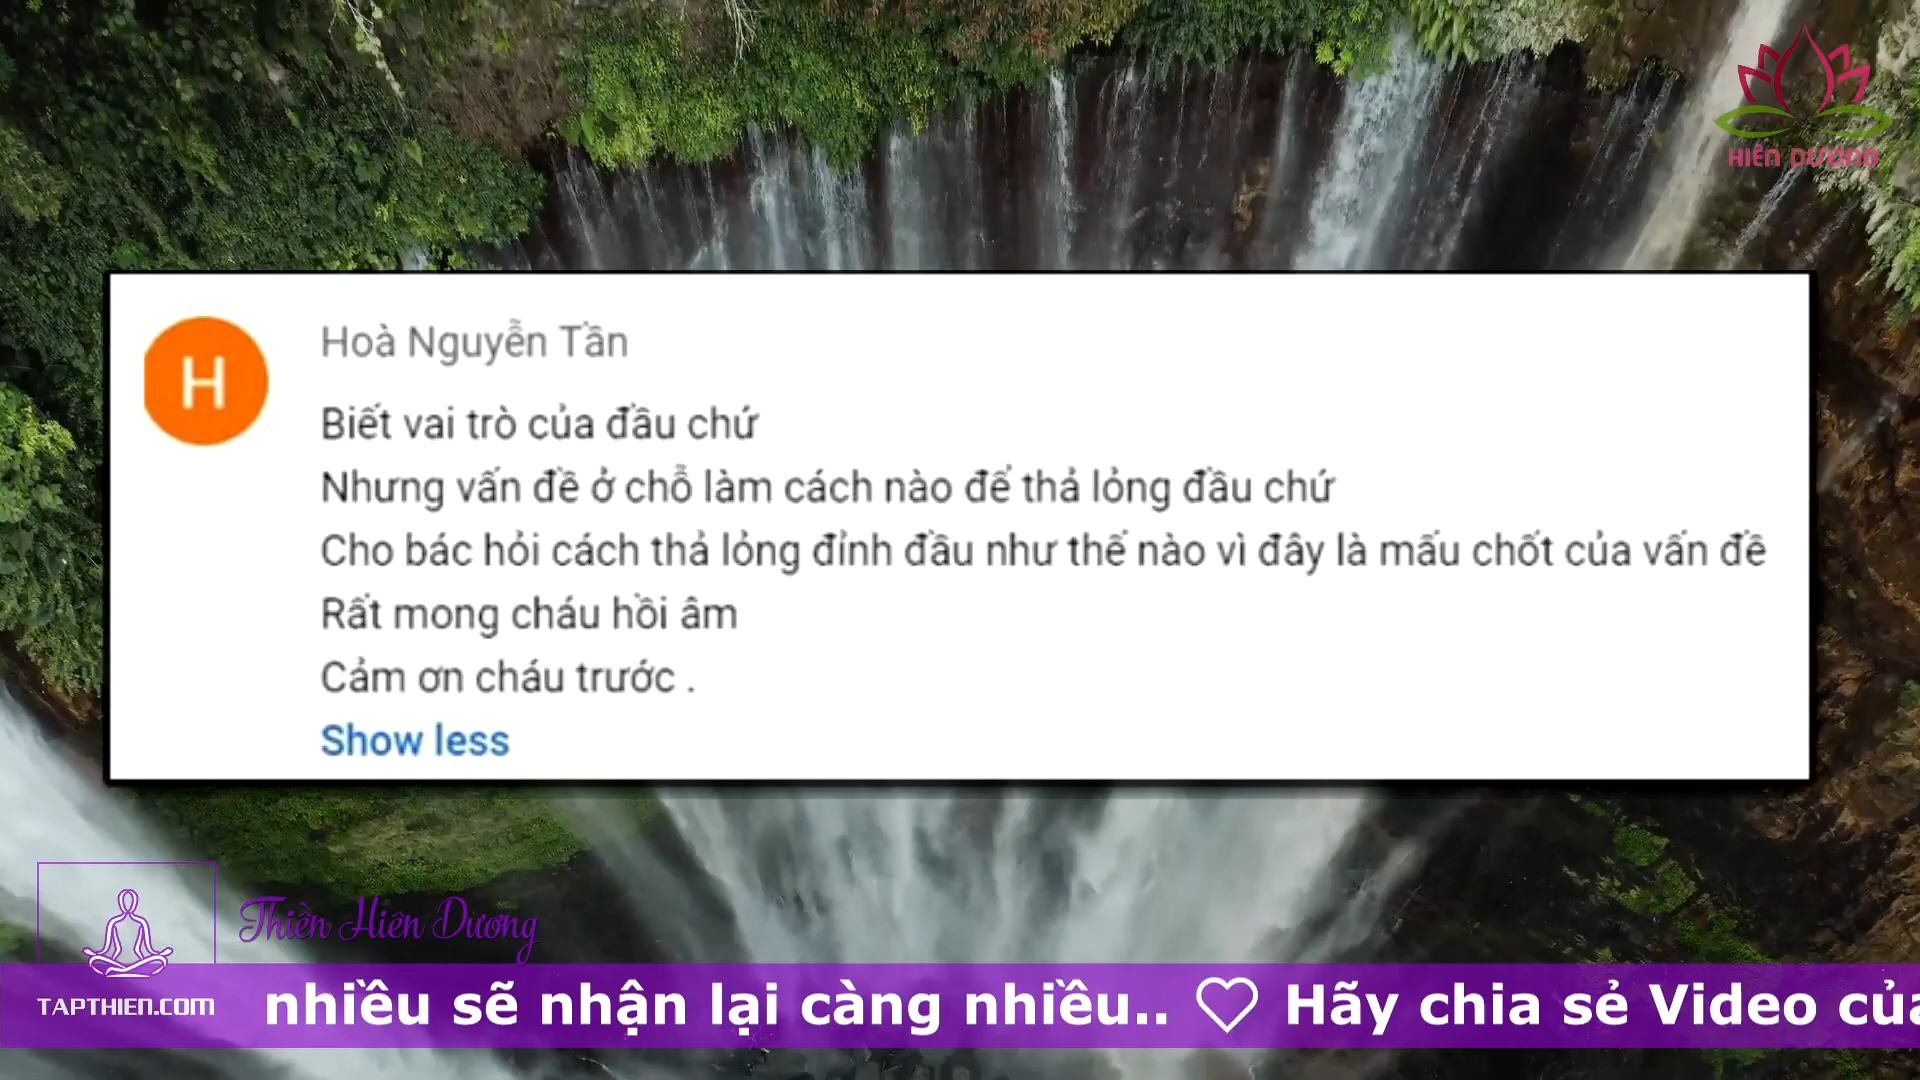 HIÊN DƯƠNG
H
Hoà Nguyễn Tần
Biết vai trò của đầu chứ
Nhưng vấn đề ở chỗ làm cách nào để thả lỏng đầu chứ
Cho bác hỏi cách thả lỏng đỉnh đầu như thế nào vì đây là mấu chốt của vấn đề
Rất mong cháu hồi âm
Cảm ơn cháu trước .
Show less
Thiền Hiên Dương
TAPTHIEN.COM
nhiều sẽ nhận lại càng nhiều.. ♡ Hãy chia sẻ Video của